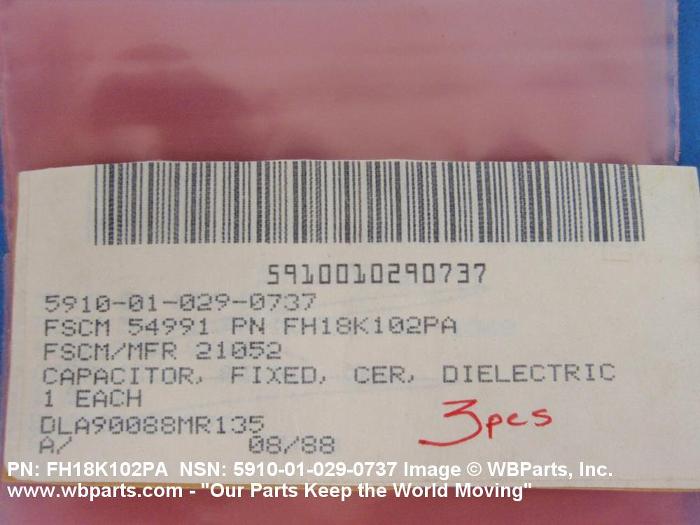 5910010290737
5910-01-029-0737
FSCM 54991 PN FH18K102PA
FSCM/MFR 21052
CAPACITOR, FIXED, CER, DIELECTRIC
1 EACH
DLA90088MR135
A/ 08/88
3pcs
PN: FH18K102PA NSN: 5910-01-029-0737 Image © WBParts, Inc.
www.wbparts.com - "Our Parts Keep the World Moving"